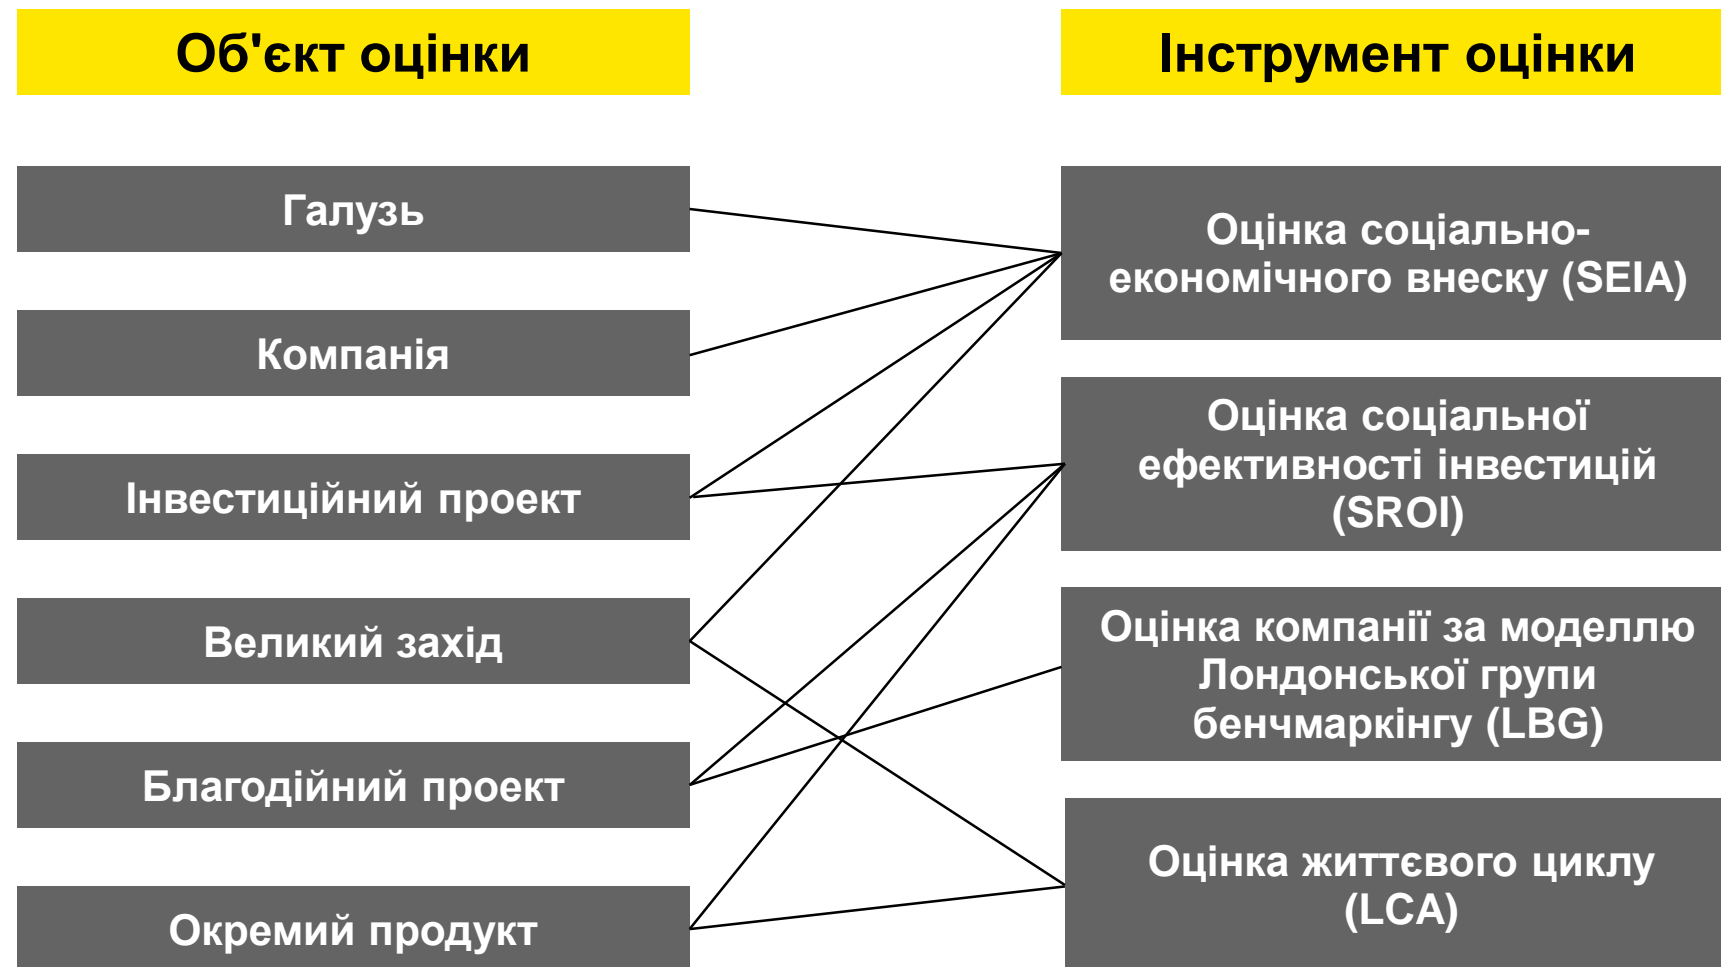 Об'єкт оцінки
Інструмент оцінки
Галузь
Компанія
Інвестиційний проект
Великий захід
Благодійний проект
Окремий продукт
Оцінка соціально-
економічного внеску (SEIA)
Оцінка соціальної
ефективності інвестицій
(SROI)
Оцінка компанії за моделлю
Лондонської групи
бенчмаркінгу (LBG)
Оцінка життєвого циклу
(LCA)